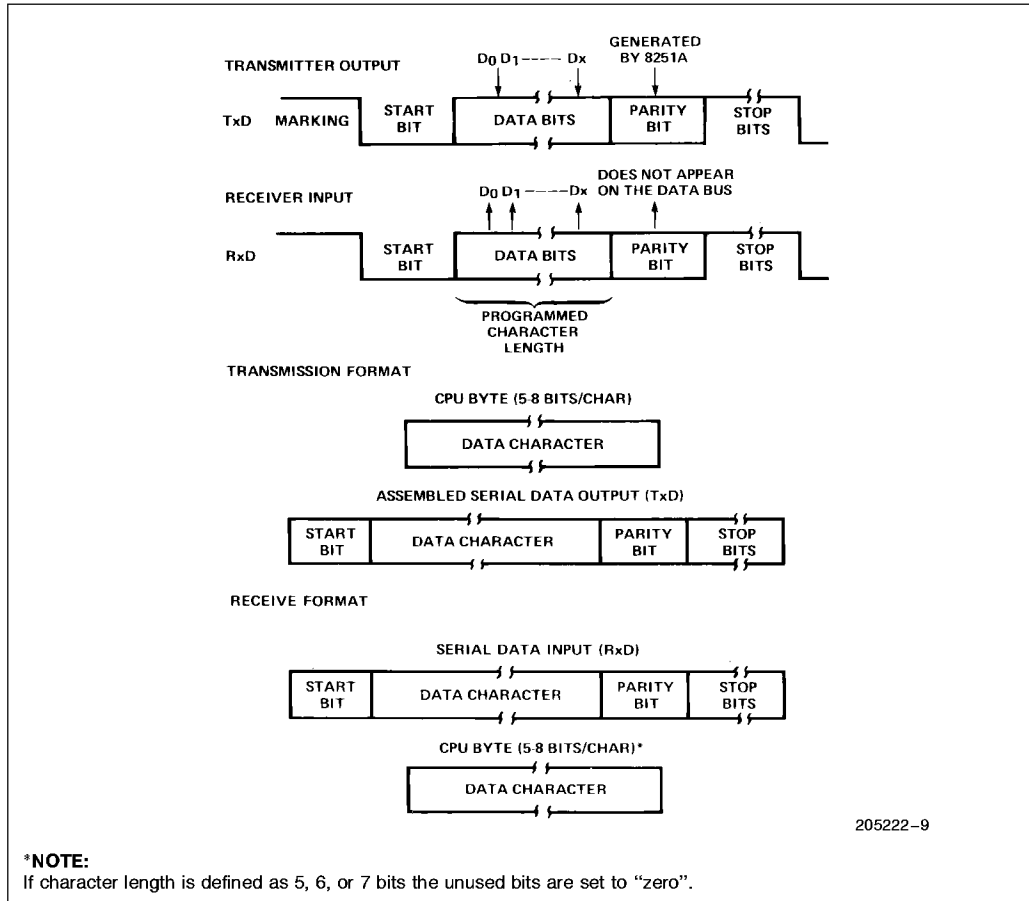 GENERATED
BY 8251A
TRANSMITTER OUTPUT
D0 D1 ----- Dx
TxD MARKING
START
BIT
DATA BITS
PARITY
BIT
STOP
BITS
DOES NOT APPEAR
ON THE DATA BUS
RECEIVER INPUT
D0 D1 ----- Dx
RxD
START
BIT
DATA BITS
PARITY
BIT
STOP
BITS
PROGRAMMED
CHARACTER
LENGTH
TRANSMISSION FORMAT
CPU BYTE (5-8 BITS/CHAR)
DATA CHARACTER
ASSEMBLED SERIAL DATA OUTPUT (TxD)
START
BIT
DATA CHARACTER
PARITY
BIT
STOP
BITS
RECEIVE FORMAT
SERIAL DATA INPUT (RxD)
START
BIT
DATA CHARACTER
PARITY
BIT
STOP
BITS
CPU BYTE (5-8 BITS/CHAR)*
DATA CHARACTER
205222–9
*NOTE:
If character length is defined as 5, 6, or 7 bits the unused bits are set to “zero”.